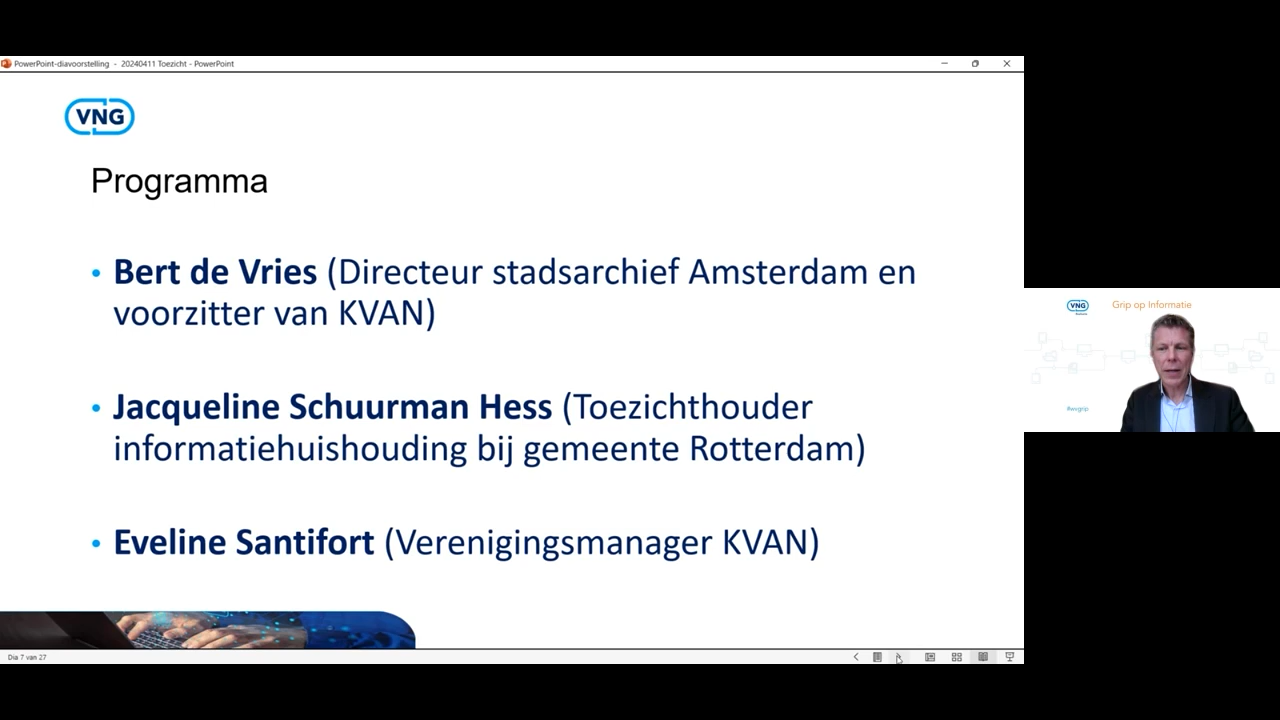 PowerPoint-diavoorstelling - 20240411 Toezicht - PowerPoint
VNG
Programma
• Bert de Vries (Directeur stadsarchief Amsterdam en
voorzitter van KVAN)
• Jacqueline Schuurman Hess (Toezichthouder
informatiehuishouding bij gemeente Rotterdam)
• Eveline Santifort (Verenigingsmanager KVAN)
Dia 7 van 27
VNG
Grip op Informatie